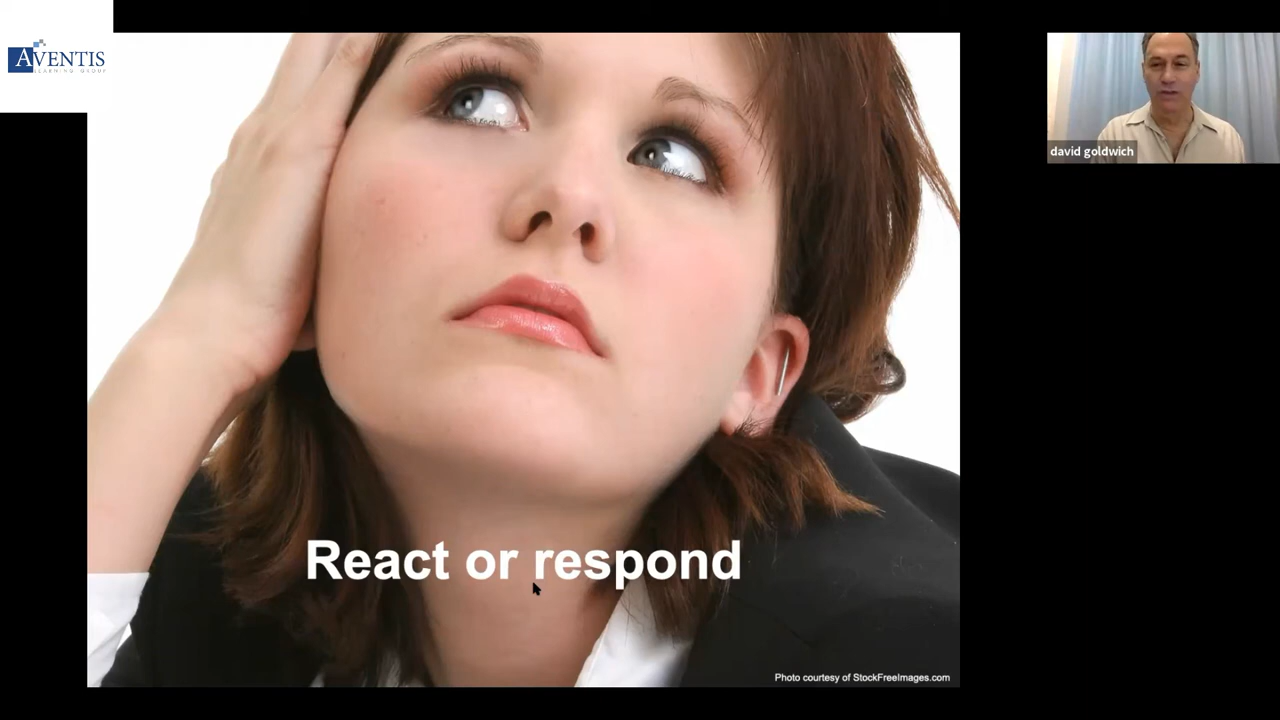 AVENTIS
LEARNING GROUP
david goldwich
React or respond
Photo courtesy of StockFreeImages.com